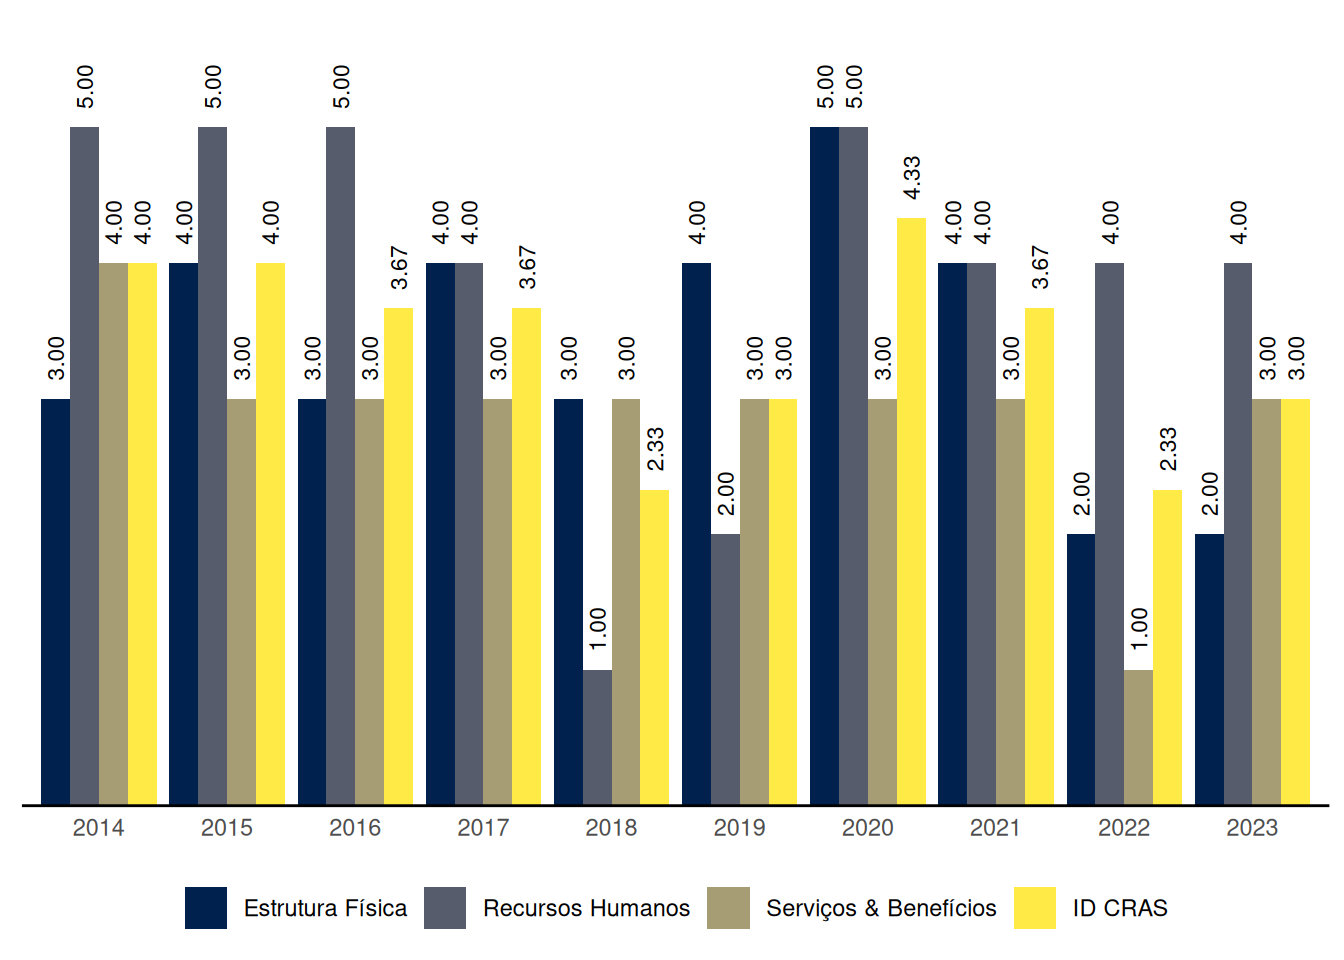 5.00 5.00 5.00 5.00 5.00
4.33
4.00 4.00 4.00 4.00 4.00 4.00 4.00 4.00 4.00 4.00 4.00
3.67 3.67 3.67
3.00 3.00 3.00 3.00 3.00 3.00 3.00 3.00 3.00 3.00 3.00 3.00 3.00
2.33 2.33
2.00 2.00 2.00
1.00 1.00
2014 2015 2016 2017 2018 2019 2020 2021 2022 2023
Estrutura Física Recursos Humanos Serviços & Benefícios ID CRAS